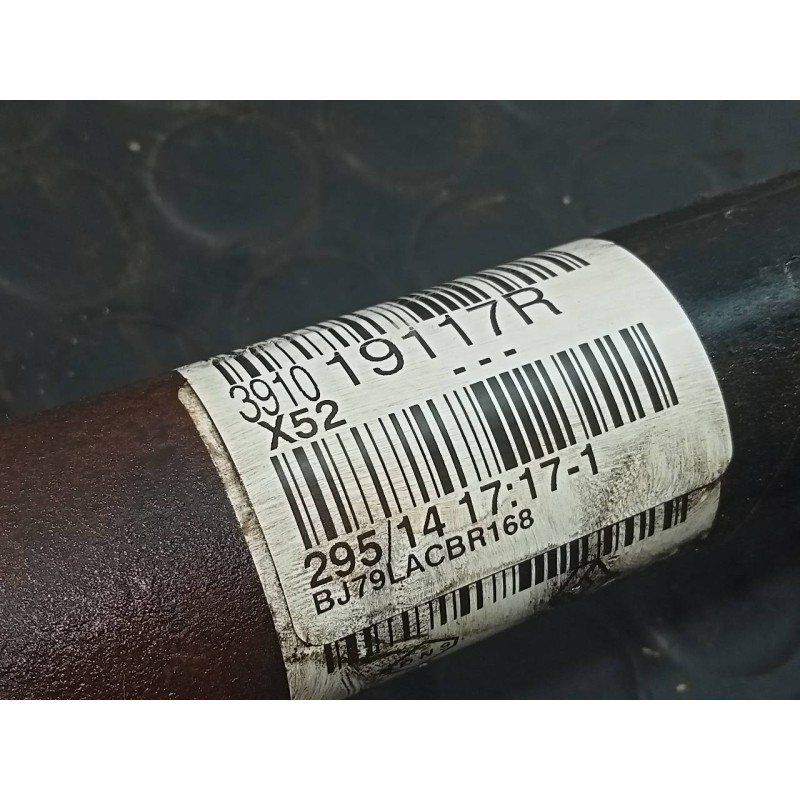 3910 19117R
X52 ---
295/14 17:17-1
BJ79LACBR168